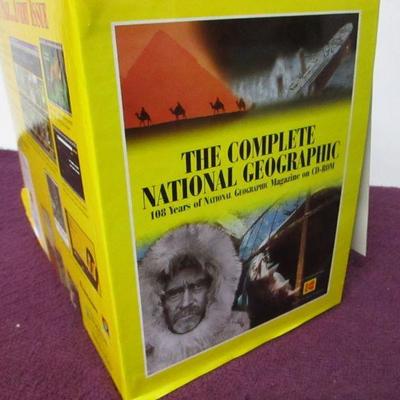 THE COMPLETE
NATIONAL GEOGRAPHIC
108 Years of NATIONAL GEOGRAPHIC Magazine on CD-ROM